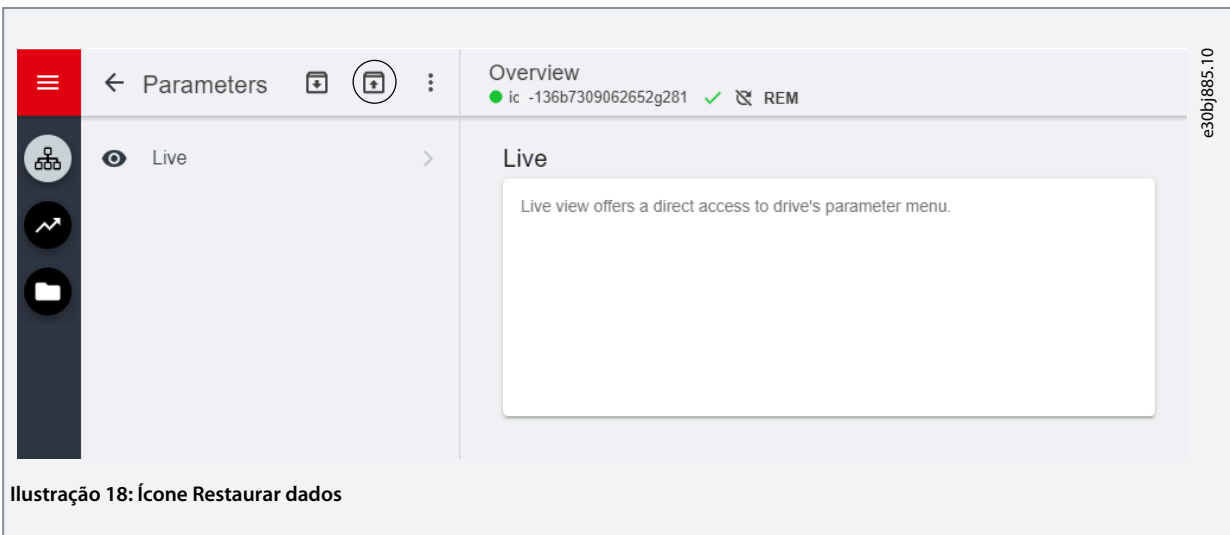 Parameters
Overview
ic -136b7309062652g281 REM
Live
Live
Live view offers a direct access to drive's parameter menu.
e30bj885.10
Ilustração 18: Ícone Restaurar dados